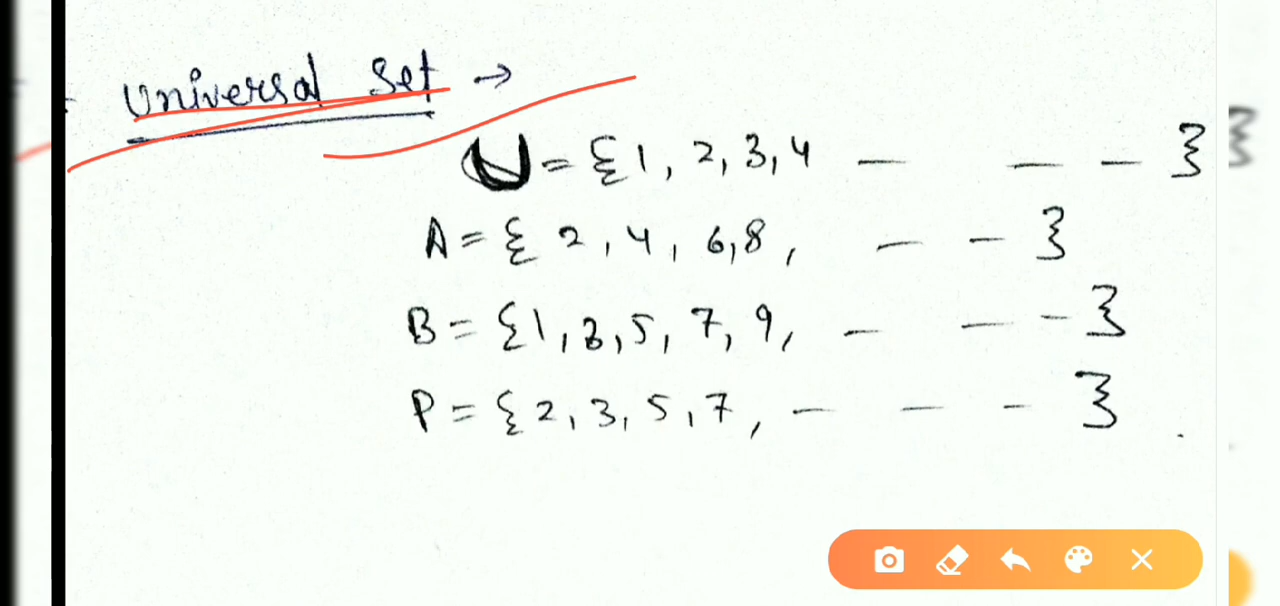 Universal Set →
U = {1, 2, 3, 4 — — — }
A = { 2, 4, 6, 8, — — }
B = {1, 3, 5, 7, 9, — — — }
P = {2, 3, 5, 7, — — — }